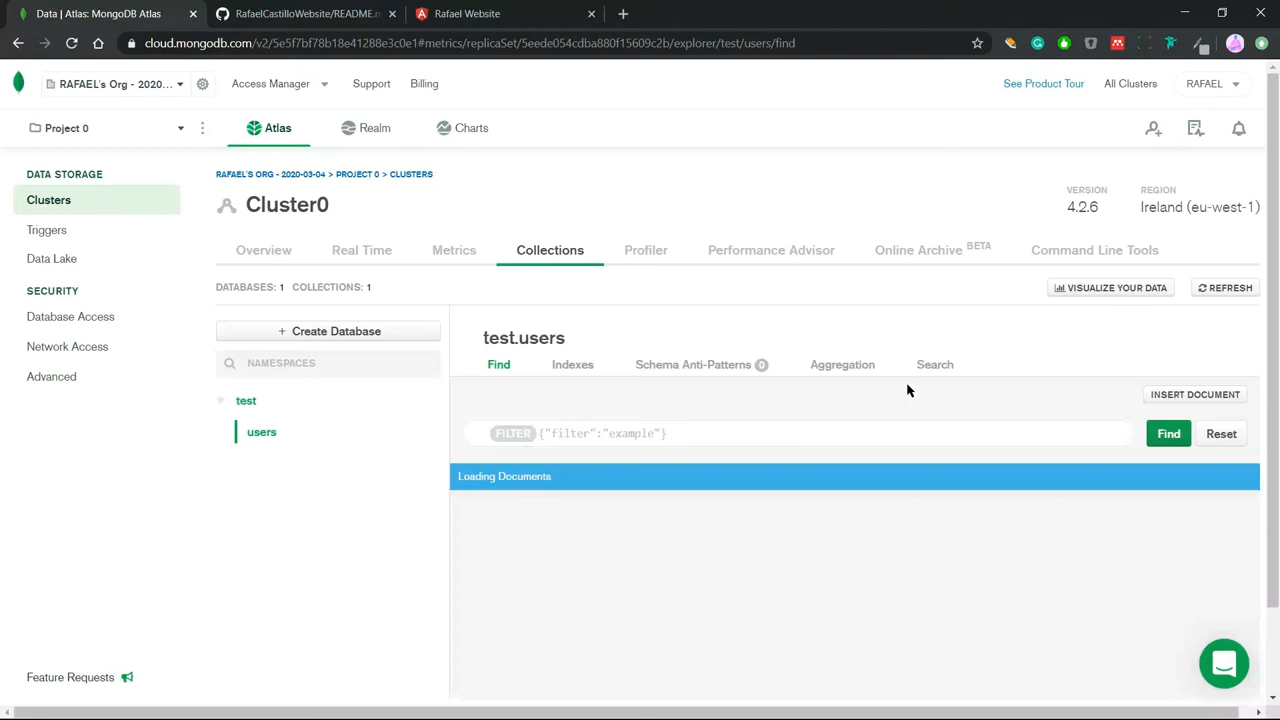 Data | Atlas: MongoDB Atlas
RafaelCastilloWebsite/README.m
Rafael Website
cloud.mongodb.com/v2/5e5f7bf78b18e41288e3c0e1#metrics/replicaSet/5eede054cdba880f15609c2b/explorer/test/users/find
RAFAEL's Org - 2020...
Access Manager
Support
Billing
See Product Tour
All Clusters
RAFAEL
Project 0
Atlas
Realm
Charts
DATA STORAGE
Clusters
Triggers
Data Lake
SECURITY
Database Access
Network Access
Advanced
Feature Requests
RAFAEL'S ORG - 2020-03-04 > PROJECT 0 > CLUSTERS
Cluster0
VERSION
4.2.6
REGION
Ireland (eu-west-1)
Overview
Real Time
Metrics
Collections
Profiler
Performance Advisor
Online Archive BETA
Command Line Tools
DATABASES: 1 COLLECTIONS: 1
VISUALIZE YOUR DATA
REFRESH
+ Create Database
NAMESPACES
test
users
test.users
Find
Indexes
Schema Anti-Patterns 0
Aggregation
Search
INSERT DOCUMENT
FILTER {"filter":"example"}
Find
Reset
Loading Documents